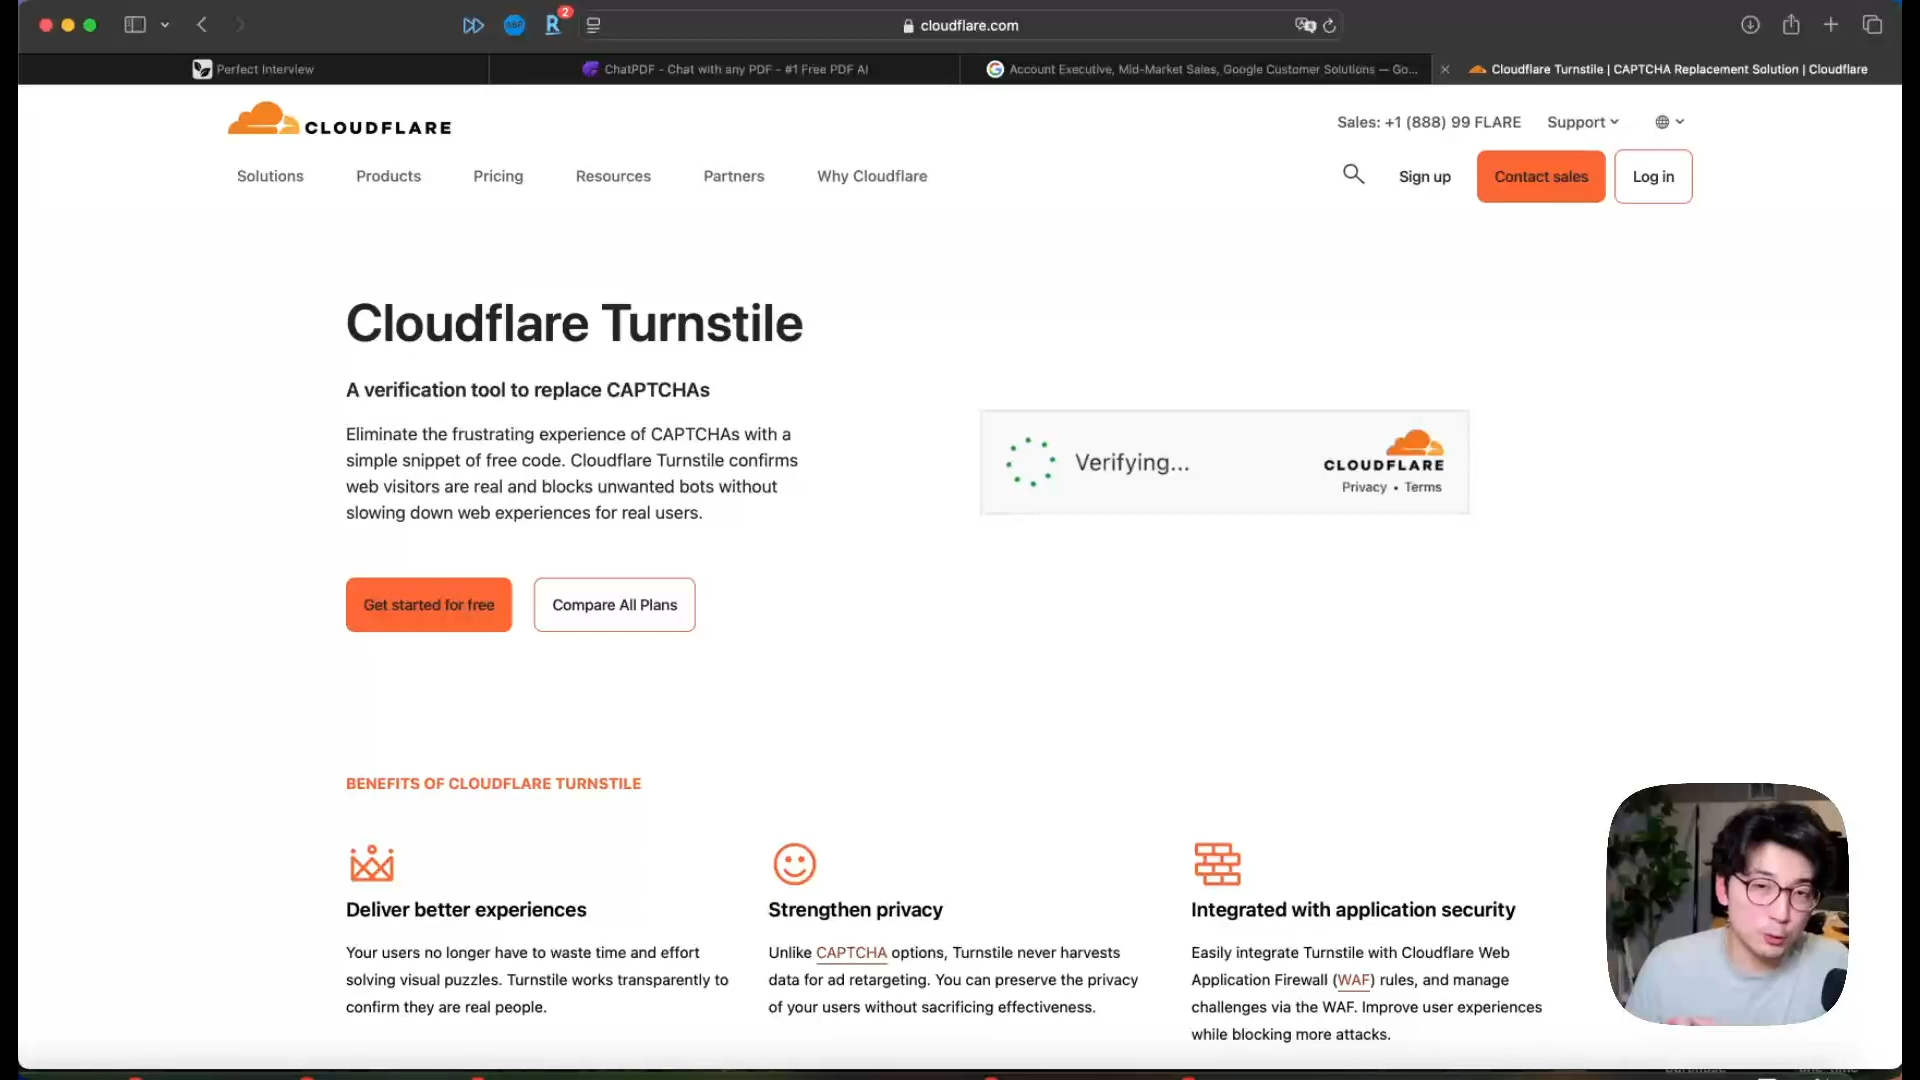 ABP
R
2
cloudflare.com
Perfect Interview
ChatPDF - Chat with any PDF - #1 Free PDF AI
Account Executive, Mid-Market Sales, Google Customer Solutions — Go...
Cloudflare Turnstile | CAPTCHA Replacement Solution | Cloudflare
CLOUDFLARE
Sales: +1 (888) 99 FLARE
Support
Solutions
Products
Pricing
Resources
Partners
Why Cloudflare
Sign up
Contact sales
Log in
Cloudflare Turnstile
A verification tool to replace CAPTCHAs
Eliminate the frustrating experience of CAPTCHAs with a
simple snippet of free code. Cloudflare Turnstile confirms
web visitors are real and blocks unwanted bots without
slowing down web experiences for real users.
Verifying...
CLOUDFLARE
Privacy • Terms
Get started for free
Compare All Plans
BENEFITS OF CLOUDFLARE TURNSTILE
Deliver better experiences
Your users no longer have to waste time and effort
solving visual puzzles. Turnstile works transparently to
confirm they are real people.
Strengthen privacy
Unlike CAPTCHA options, Turnstile never harvests
data for ad retargeting. You can preserve the privacy
of your users without sacrificing effectiveness.
Integrated with application security
Easily integrate Turnstile with Cloudflare Web
Application Firewall (WAF) rules, and manage
challenges via the WAF. Improve user experiences
while blocking more attacks.